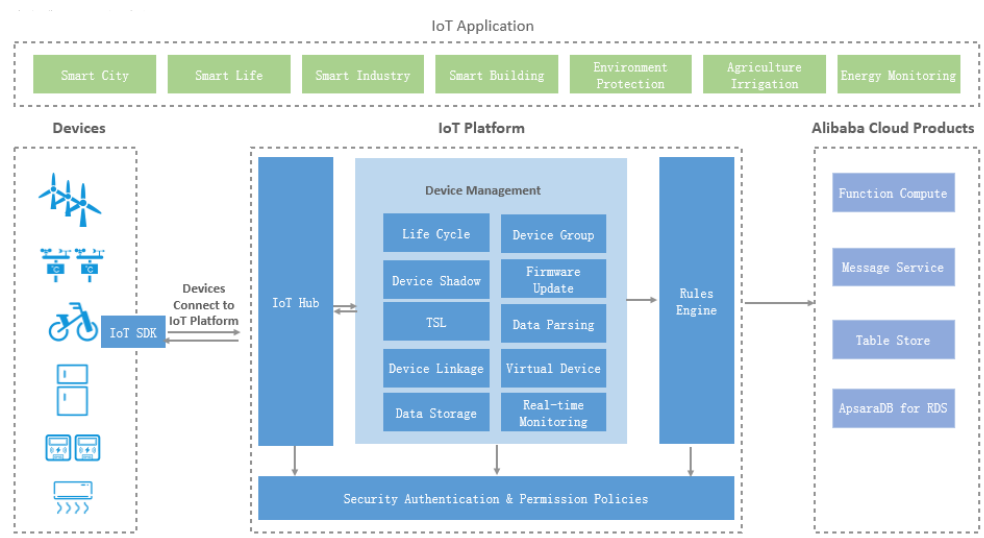 IoT Application
Smart City
Smart Life
Smart Industry
Smart Building
Environment
Protection
Agriculture
Irrigation
Energy Monitoring
Devices
IoT Platform
Alibaba Cloud Products
Devices
Connect to
IoT Platform
IoT SDK
°C
°C
IoT Hub
Device Management
Life Cycle
Device Group
Device Shadow
Firmware
Update
TSL
Data Parsing
Device Linkage
Virtual Device
Data Storage
Real-time
Monitoring
Rules
Engine
Security Authentication & Permission Policies
Function Compute
Message Service
Table Store
ApsaraDB for RDS